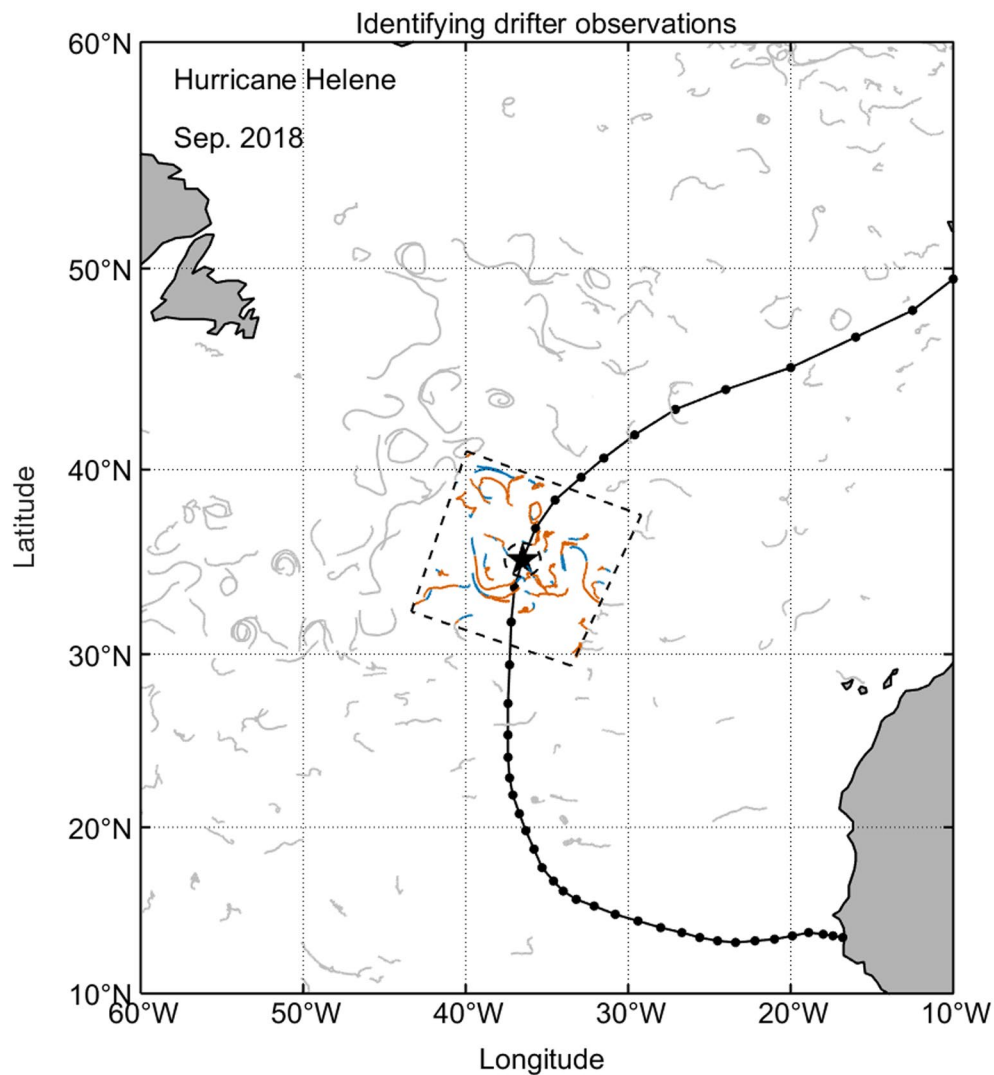 Identifying drifter observations
Hurricane Helene
Sep. 2018
60°N
50°N
40°N
30°N
20°N
10°N
Latitude
60°W 50°W 40°W 30°W 20°W 10°W
Longitude